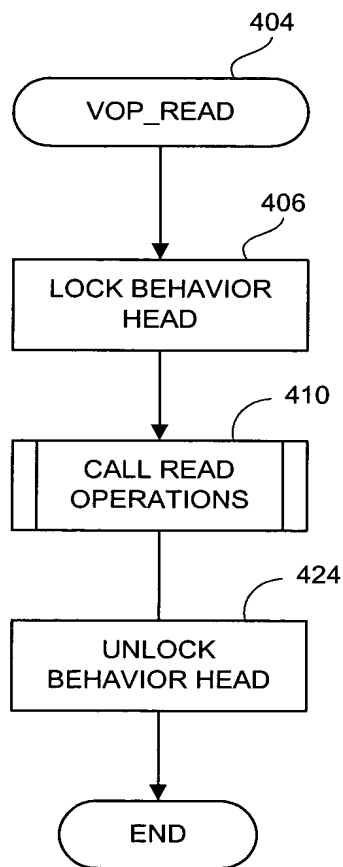 404
VOP_READ
406
LOCK BEHAVIOR
HEAD
410
CALL READ
OPERATIONS
424
UNLOCK
BEHAVIOR HEAD
END